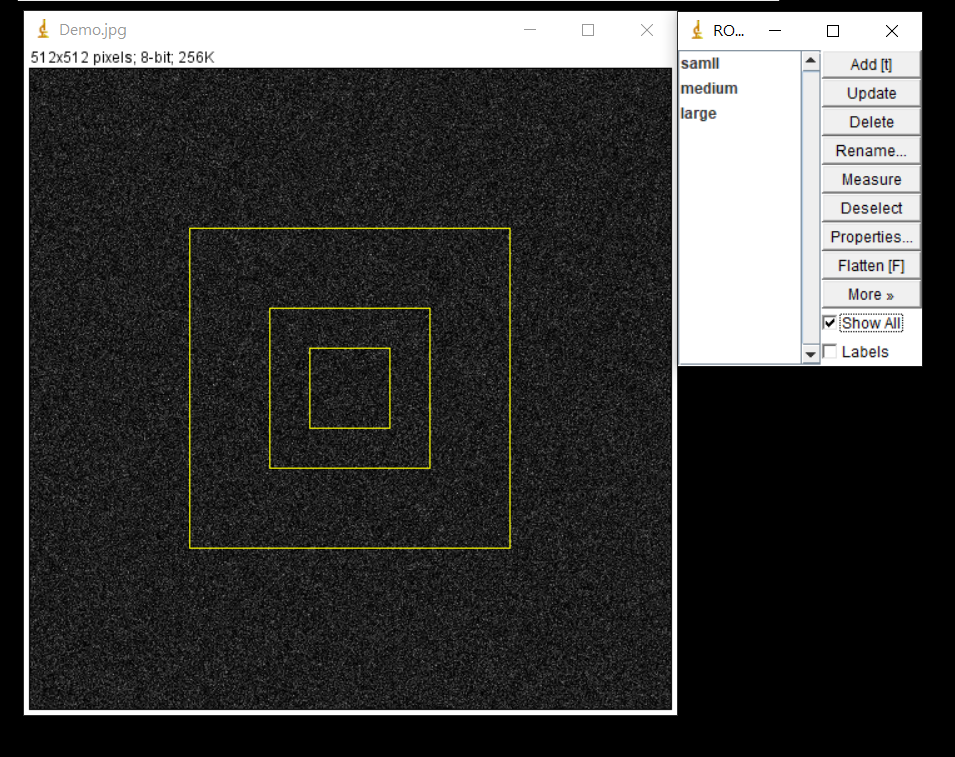 Demo.jpg
512x512 pixels; 8-bit; 256K
RO...
samll
medium
large
Add [t]
Update
Delete
Rename...
Measure
Deselect
Properties...
Flatten [F]
More »
Show All
Labels